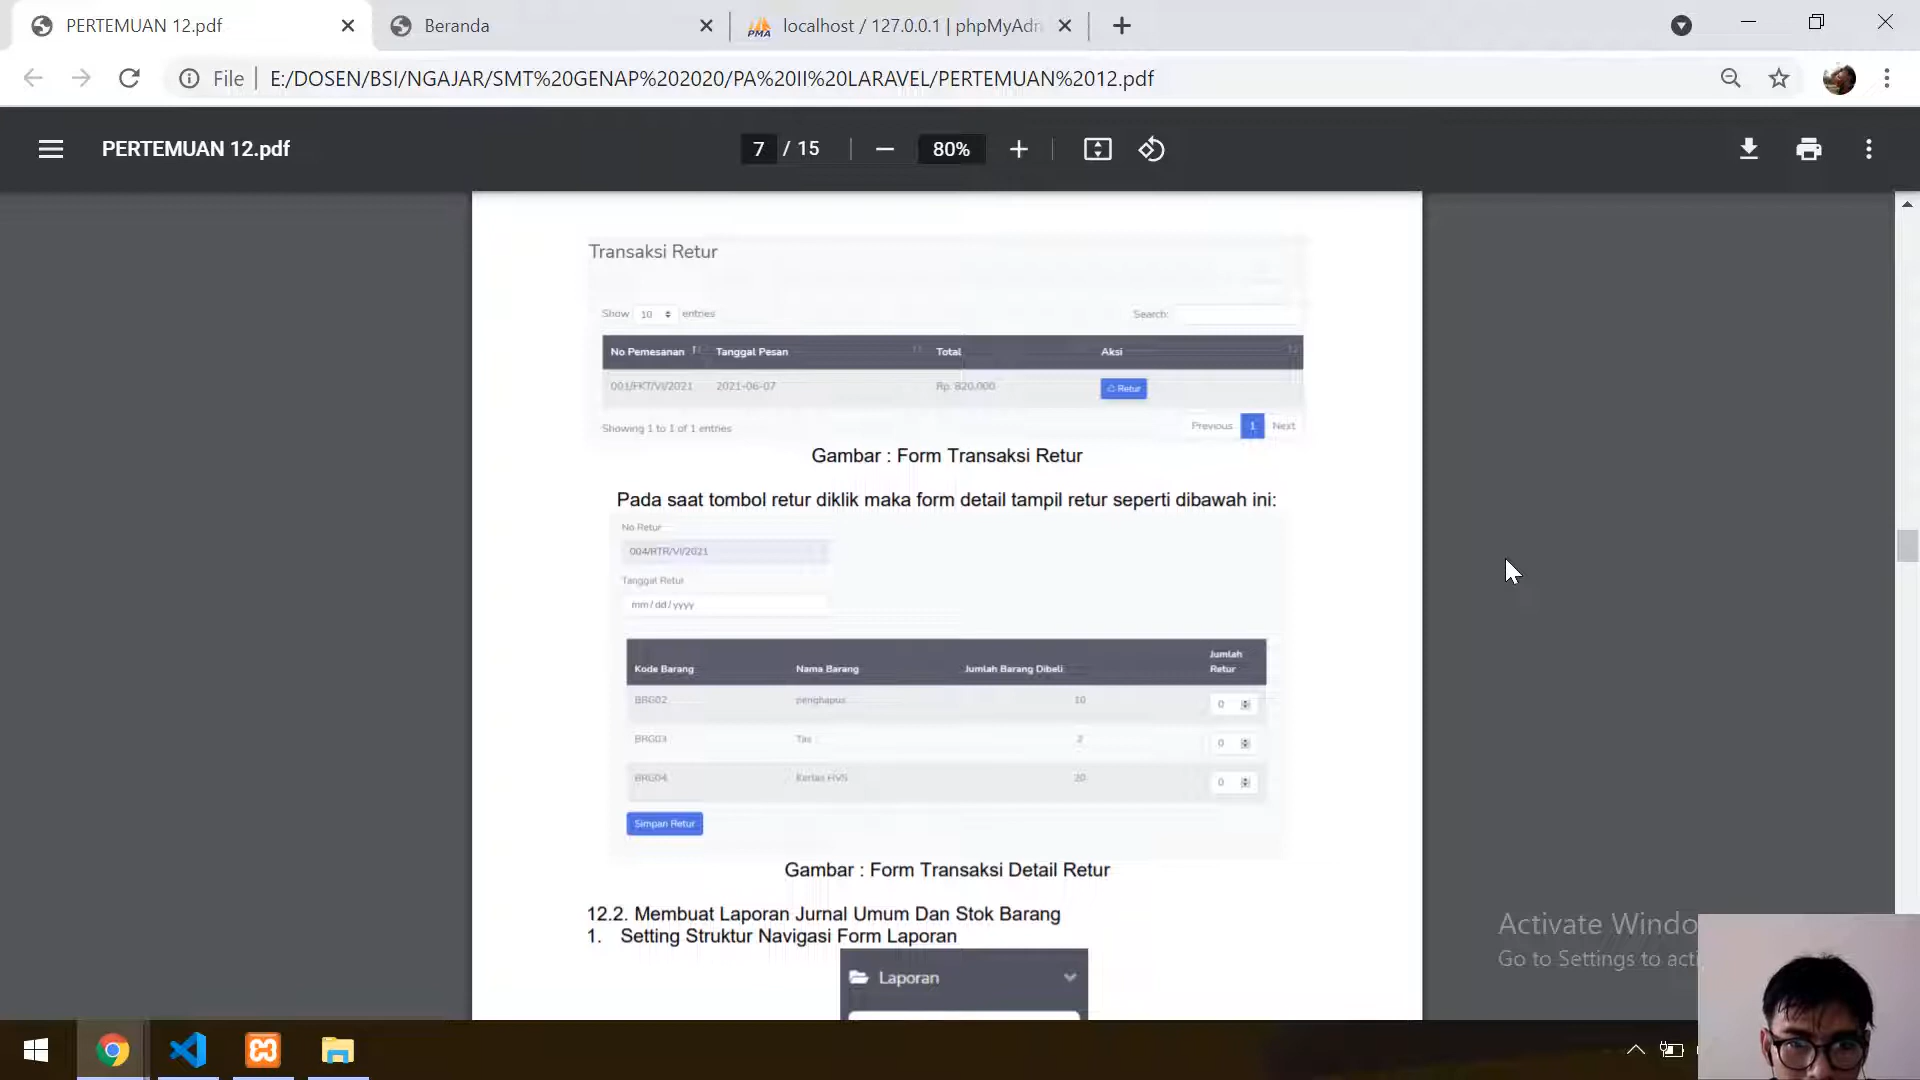 PERTEMUAN 12.pdf
Beranda
localhost / 127.0.0.1 | phpMyAdn
File
E:/DOSEN/BSI/NGAJAR/SMT%20GENAP%202020/PA%20II%20LARAVEL/PERTEMUAN%2012.pdf
PERTEMUAN 12.pdf
7 / 15
80%
Transaksi Retur
Show 10 entries
Search:
No Pemesanan Tanggal Pesan Total Aksi
001/FKT/VI/2021 2021-06-07 Rp. 820.000 Retur
Showing 1 to 1 of 1 entries
Previous 1 Next
Gambar : Form Transaksi Retur
Pada saat tombol retur diklik maka form detail tampil retur seperti dibawah ini:
No Retur
004/RTR/VI/2021
Tanggal Retur
mm/dd/yyyy
Kode Barang Nama Barang Jumlah Barang Dibeli Jumlah Retur
BRG02 penghapus 10 0
BRG03 Tas 2 0
BRG04 Kertas HVS 20 0
Simpan Retur
Gambar : Form Transaksi Detail Retur
12.2. Membuat Laporan Jurnal Umum Dan Stok Barang
1. Setting Struktur Navigasi Form Laporan
Laporan
Activate Windo
Go to Settings to acti